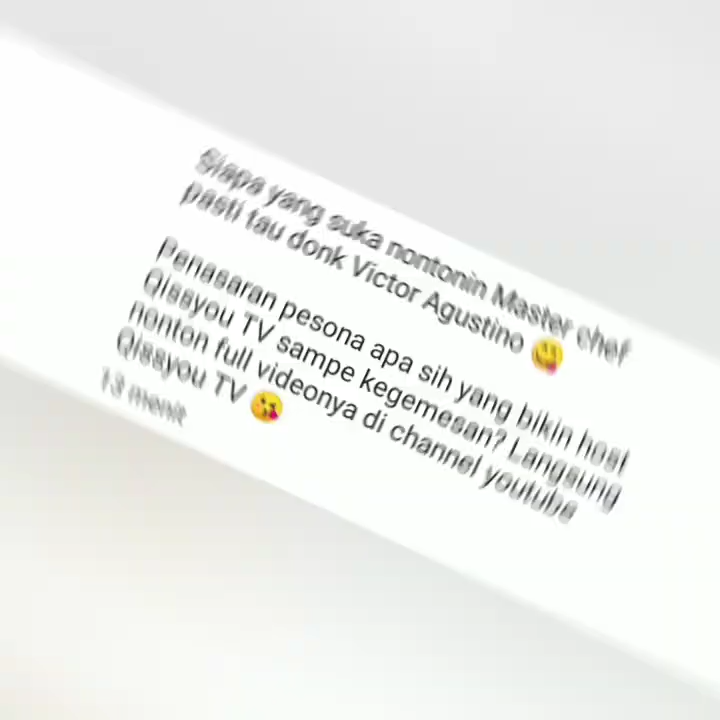 Siapa yang suka nontonin Master chef
pasti tau donk Victor Agustino 😋
Penasaran pesona apa sih yang bikin host
Qissyou TV sampe kegemesan? Langsung
nonton full videonya di channel youtube
Qissyou TV 😘
13 menit